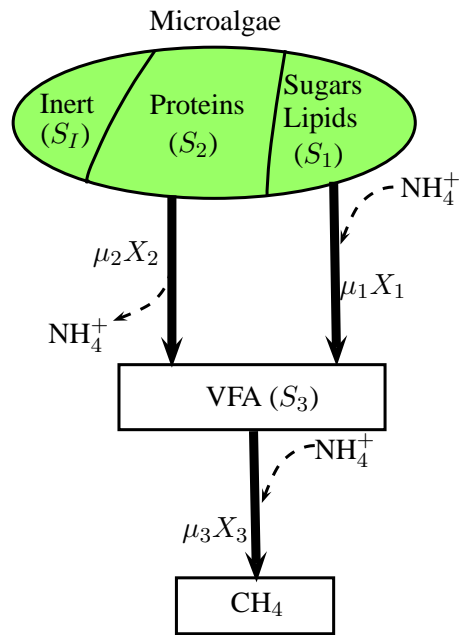 Microalgae
Inert
(S_I)
Proteins
(S_2)
Sugars
Lipids
(S_1)
NH_4^+
μ_2X_2
μ_1X_1
NH_4^+
VFA (S_3)
NH_4^+
μ_3X_3
CH_4